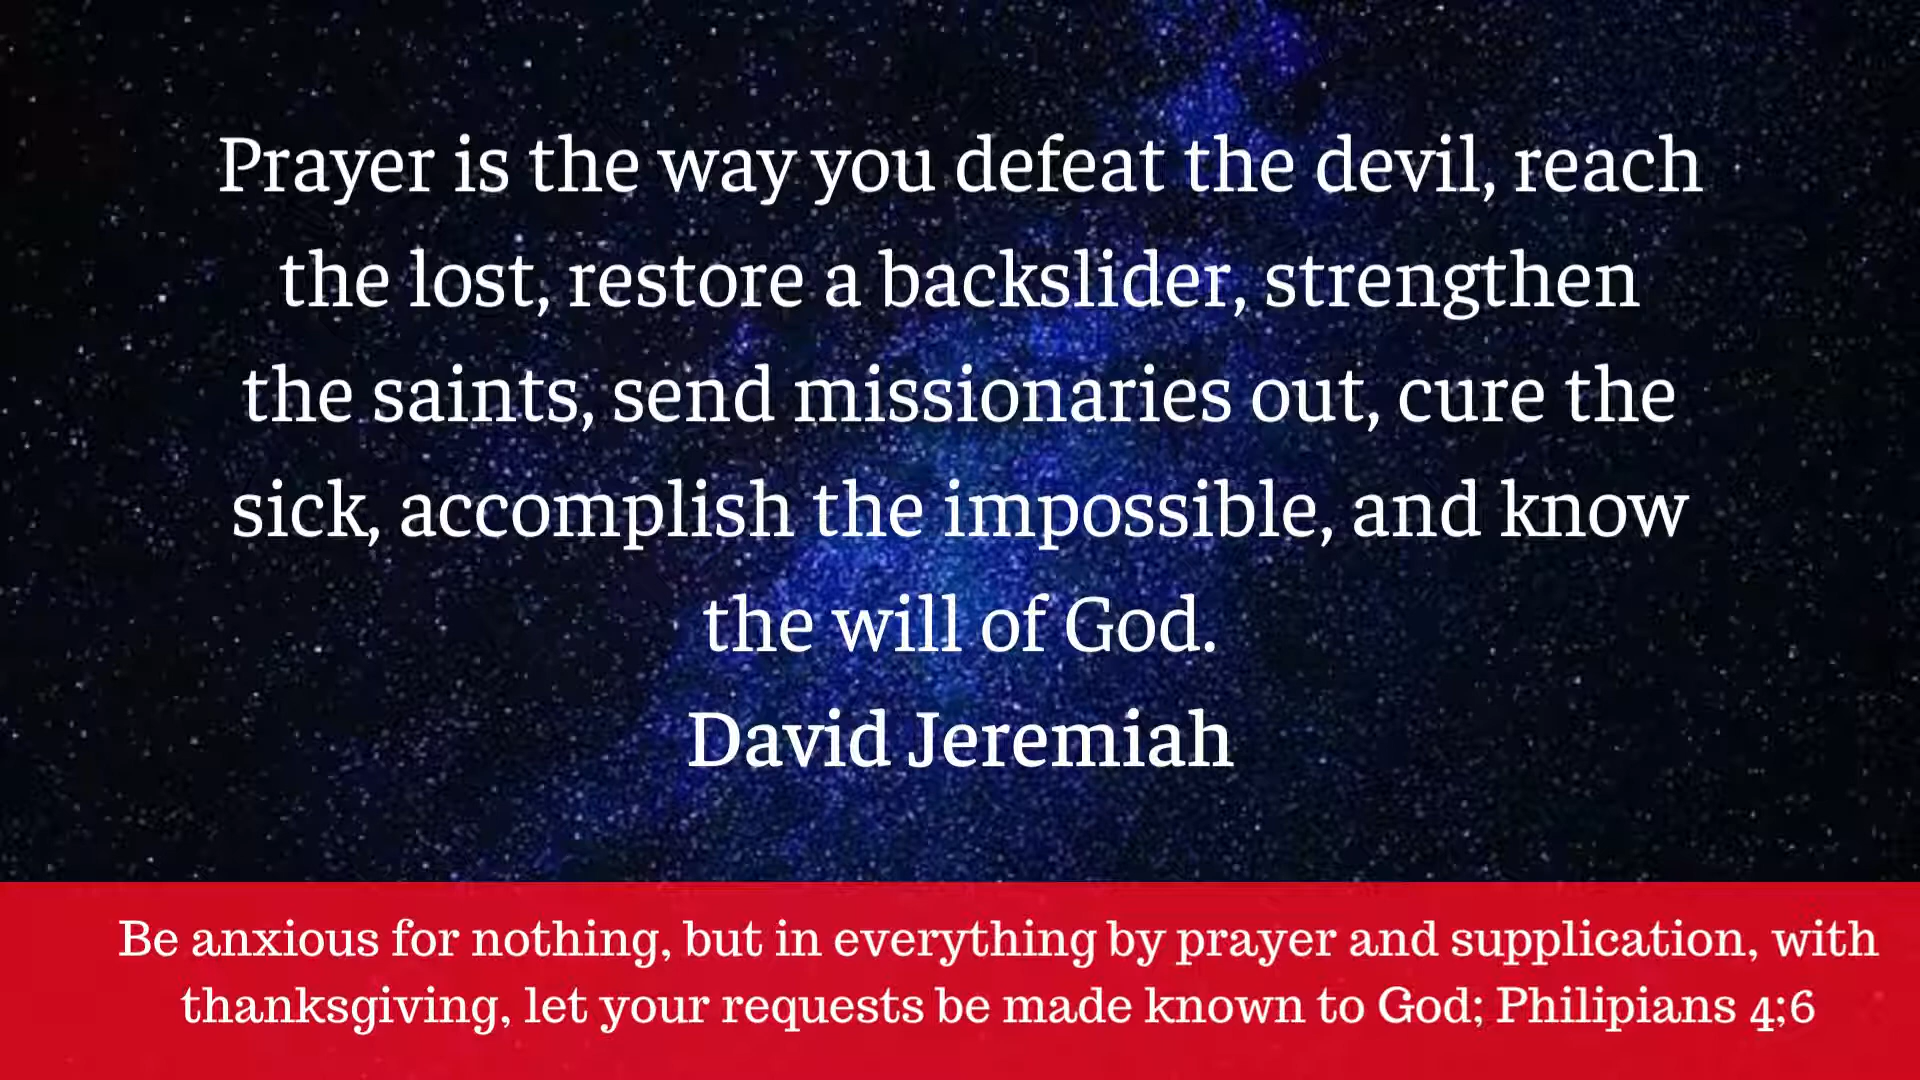 Prayer is the way you defeat the devil, reach
the lost, restore a backslider, strengthen
the saints, send missionaries out, cure the
sick, accomplish the impossible, and know
the will of God.
David Jeremiah
Be anxious for nothing, but in everything by prayer and supplication, with
thanksgiving, let your requests be made known to God; Philipians 4;6